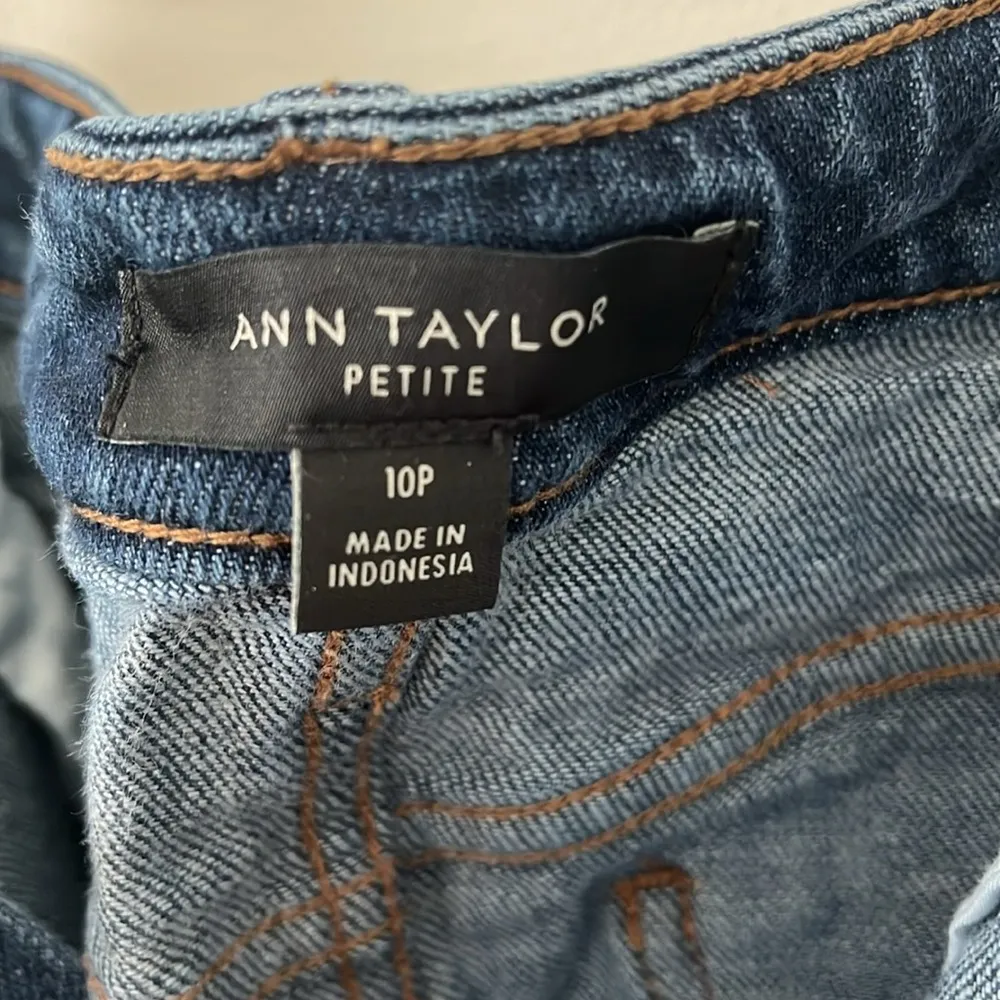 ANN TAYLOR
PETITE
10P
MADE IN
INDONESIA